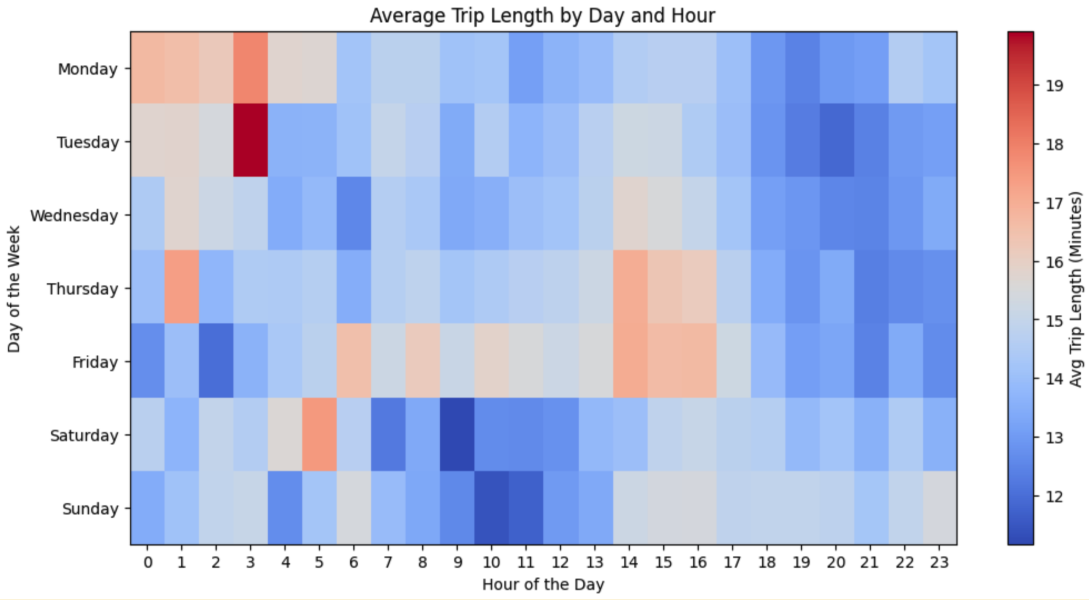 Average Trip Length by Day and Hour
Day of the Week
Monday
Tuesday
Wednesday
Thursday
Friday
Saturday
Sunday
0 1 2 3 4 5 6 7 8 9 10 11 12 13 14 15 16 17 18 19 20 21 22 23
Hour of the Day
19
18
17
16
15
14
13
12
Avg Trip Length (Minutes)